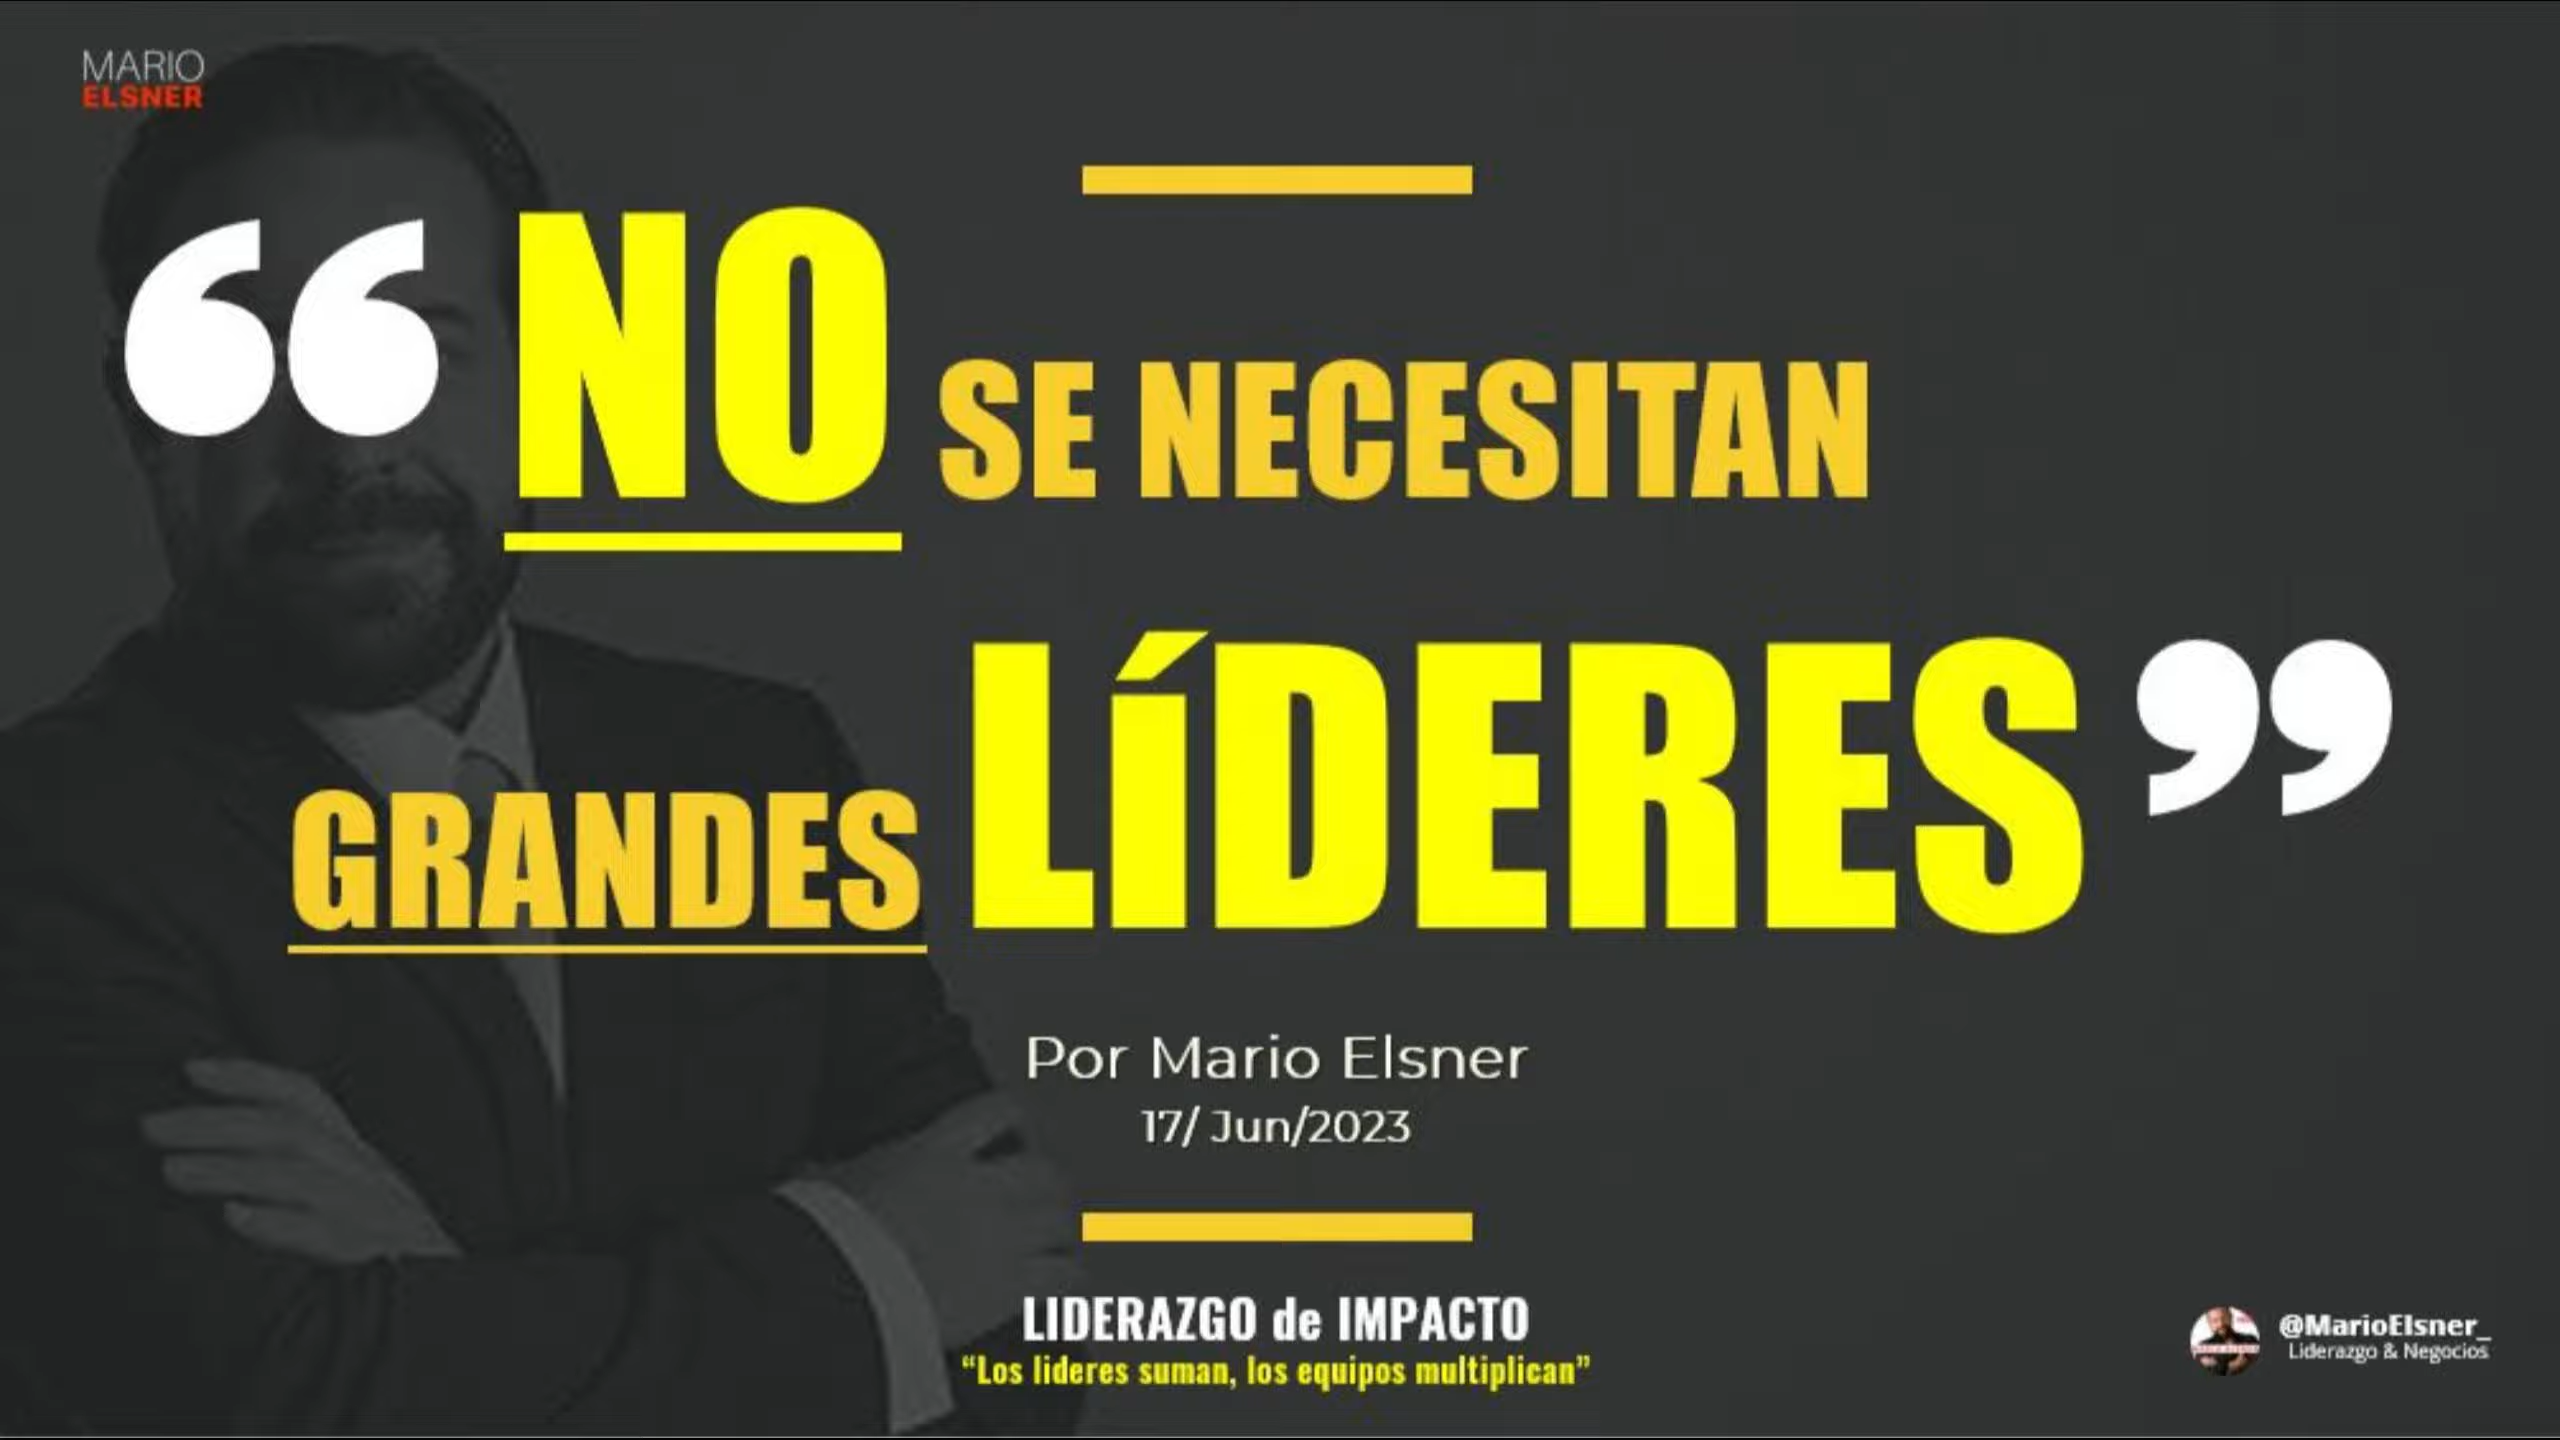 MARIO
ELSNER
“NO SE NECESITAN
GRANDES LíDERES”
Por Mario Elsner
17/ Jun/2023
LIDERAZGO de IMPACTO
“Los lideres suman, los equipos multiplican”
@MarioElsner_
Liderazgo & Negocios